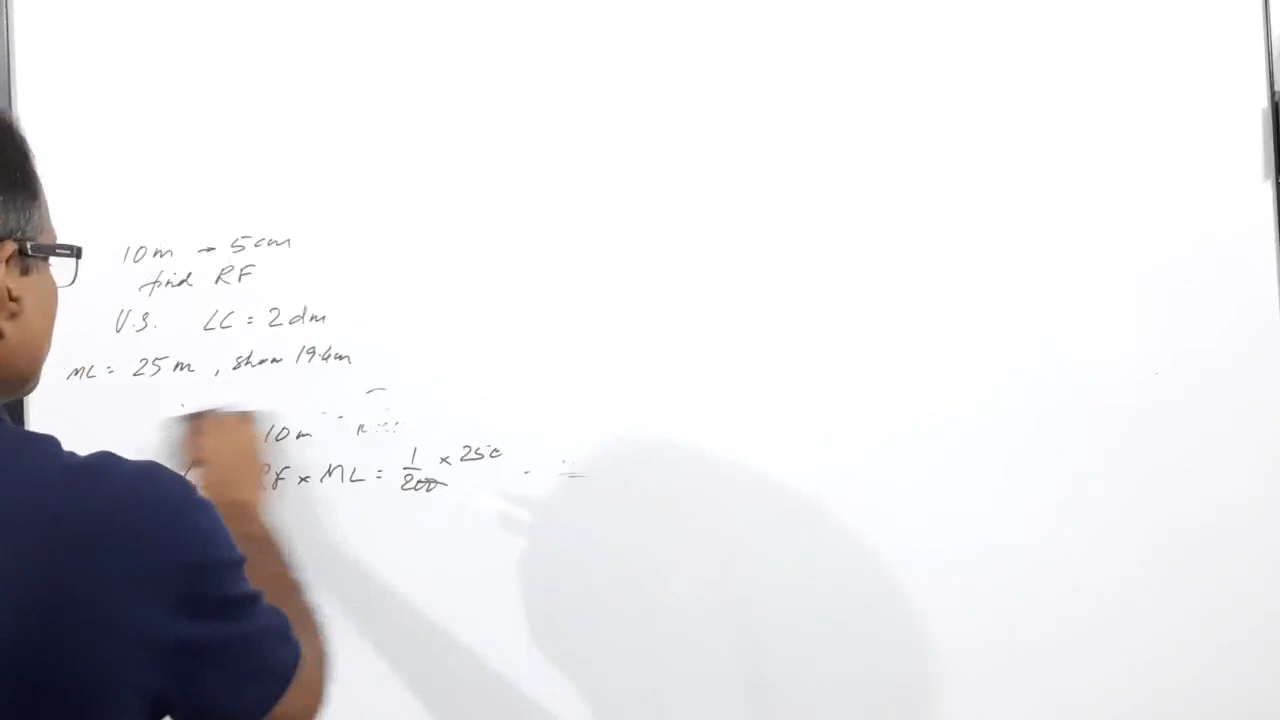 10m → 5cm
find RF
V.S. LC = 2dm
ML = 25m, show 19.4m
10m
RF × ML = 1/200 × 250